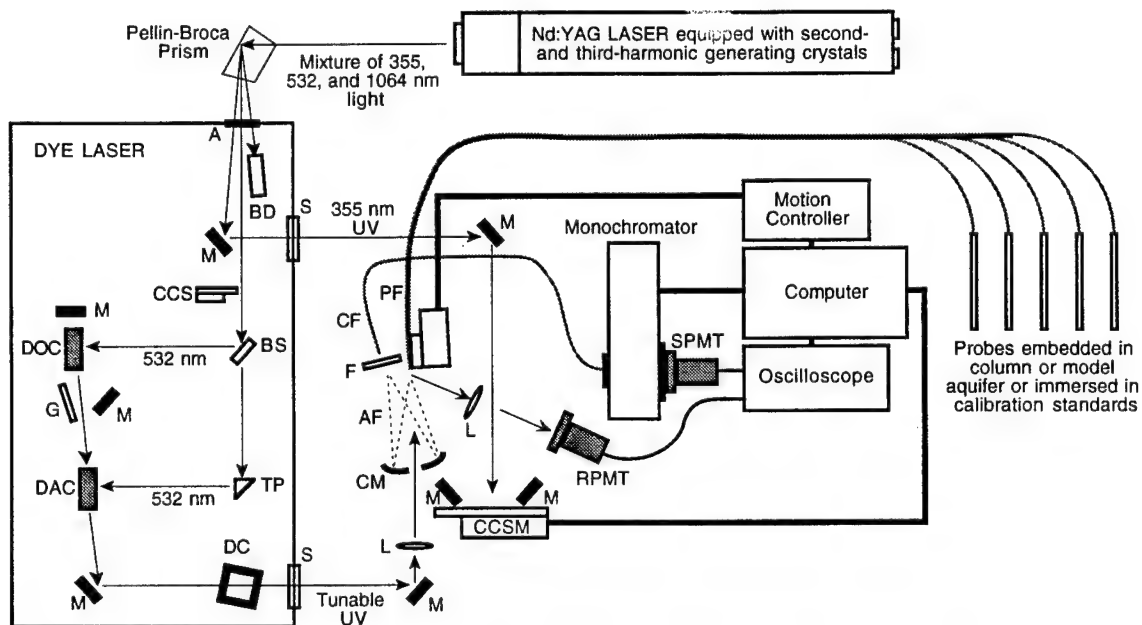 Pellin-Broca
Prism
Nd:YAG LASER equipped with second-
and third-harmonic generating crystals
Mixture of 355,
532, and 1064 nm
light
A
DYE LASER
BD
S
355 nm
UV
M
M
Motion
Controller
Monochromator
CCS
M
PF
Computer
CF
DOC
532 nm
BS
F
SPMT
Oscilloscope
Probes embedded in
column or model
aquifer or immersed in
calibration standards
G
M
AF
L
RPMT
DAC
532 nm
TP
CM
M
M
CCSM
DC
S
L
M
Tunable
UV
M